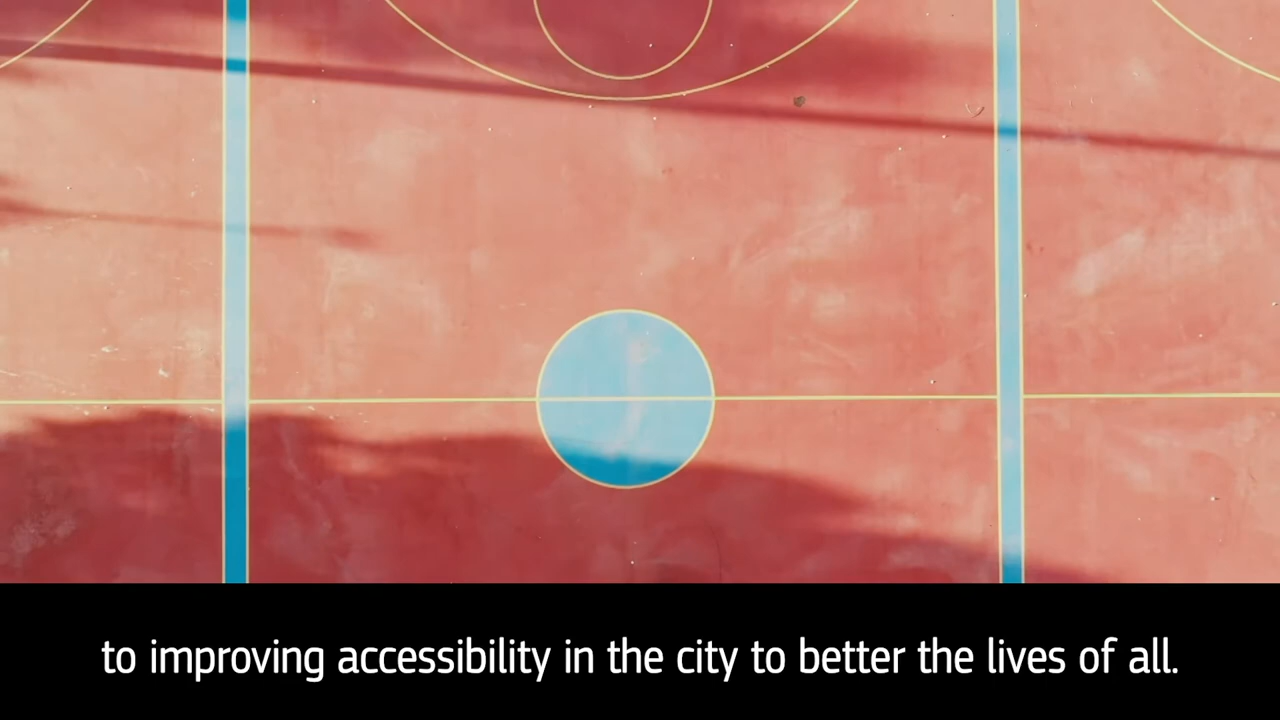 to improving accessibility in the city to better the lives of all.